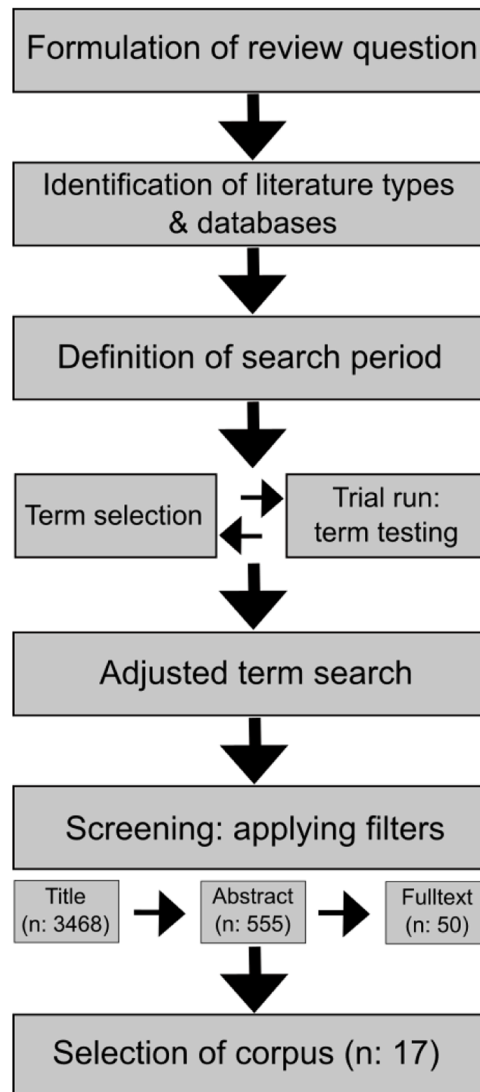 Formulation of review question
Identification of literature types
& databases
Definition of search period
Term selection
Trial run:
term testing
Adjusted term search
Screening: applying filters
Title
(n: 3468)
Abstract
(n: 555)
Fulltext
(n: 50)
Selection of corpus (n: 17)